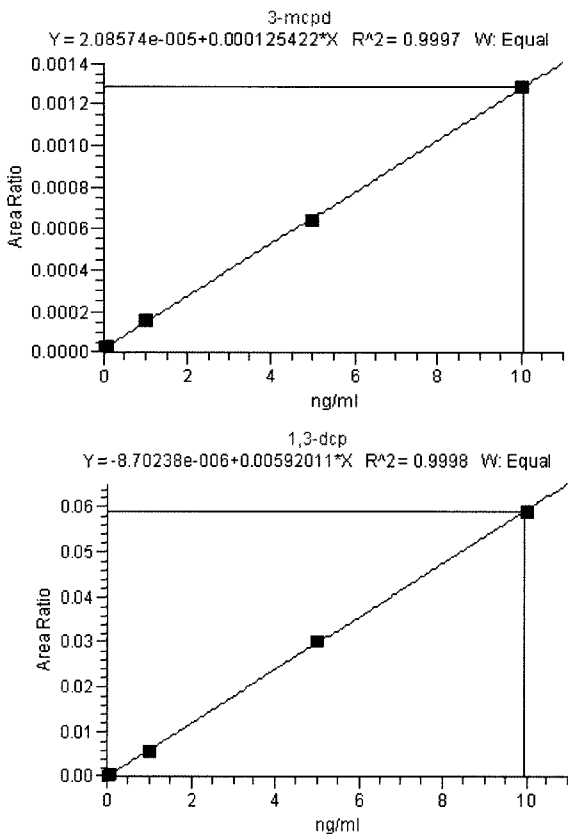 3-mcpd
Y = 2.08574e-005+0.000125422*X R^2= 0.9997 W: Equal
0.0014
0.0012
0.0010
0.0008
0.0006
0.0004
0.0002
0.0000
Area Ratio
0 2 4 6 8 10
ng/ml
1,3-dcp
Y = -8.70238e-006+0.00592011*X R^2= 0.9998 W: Equal
0.06
0.05
0.04
0.03
0.02
0.01
0.00
Area Ratio
0 2 4 6 8 10
ng/ml